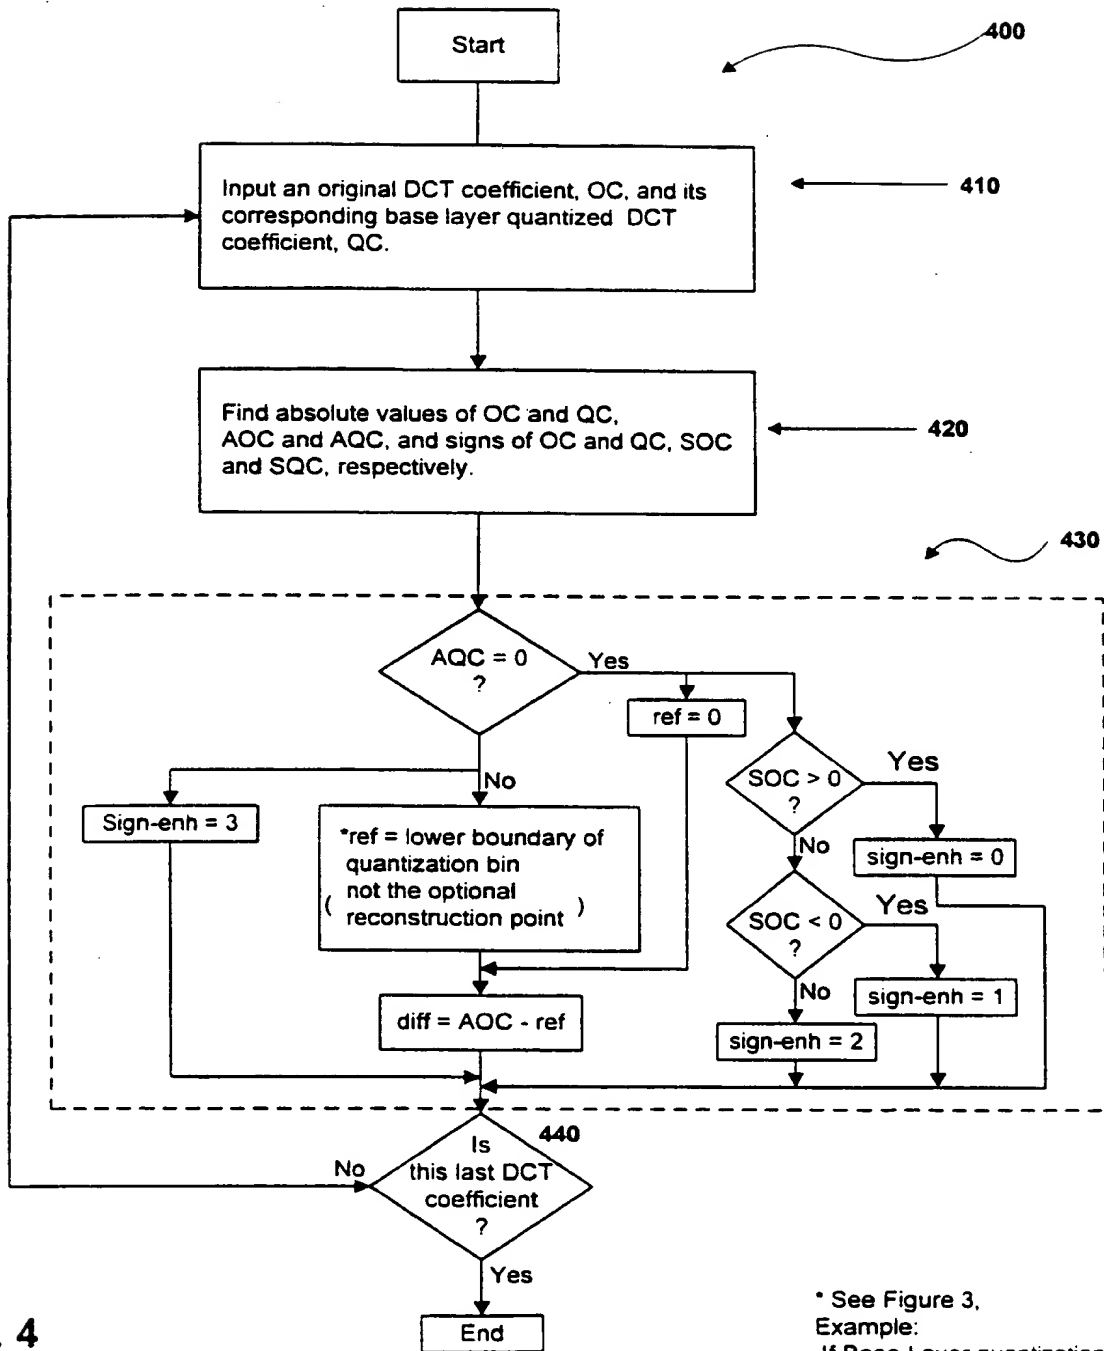 Start
400
Input an original DCT coefficient, OC, and its
corresponding base layer quantized DCT
coefficient, QC.
410
Find absolute values of OC and QC,
AOC and AQC, and signs of OC and QC, SOC
and SQC, respectively.
420
430
AQC = 0
?
Yes
ref = 0
SOC > 0
?
Yes
No
Sign-enh = 3
*ref = lower boundary of
quantization bin
( not the optional
reconstruction point )
No
sign-enh = 0
SOC < 0
?
Yes
diff = AOC - ref
No
sign-enh = 1
sign-enh = 2
440
Is
this last DCT
coefficient
?
No
Yes
End
. 4
* See Figure 3,
Example:
If Base Layer quantization